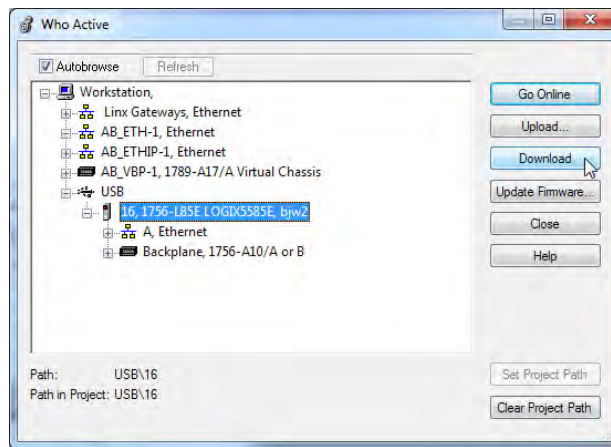 Who Active
Autobrowse
Refresh
Workstation,
Linx Gateways, Ethernet
AB_ETH-1, Ethernet
AB_ETHIP-1, Ethernet
AB_VBP-1, 1789-A17/A Virtual Chassis
USB
16, 1756-L85E LOGIX5585E, bjw2
A, Ethernet
Backplane, 1756-A10/A or B
Go Online
Upload...
Download
Update Firmware...
Close
Help
Path: USB\16
Path in Project: USB\16
Set Project Path
Clear Project Path